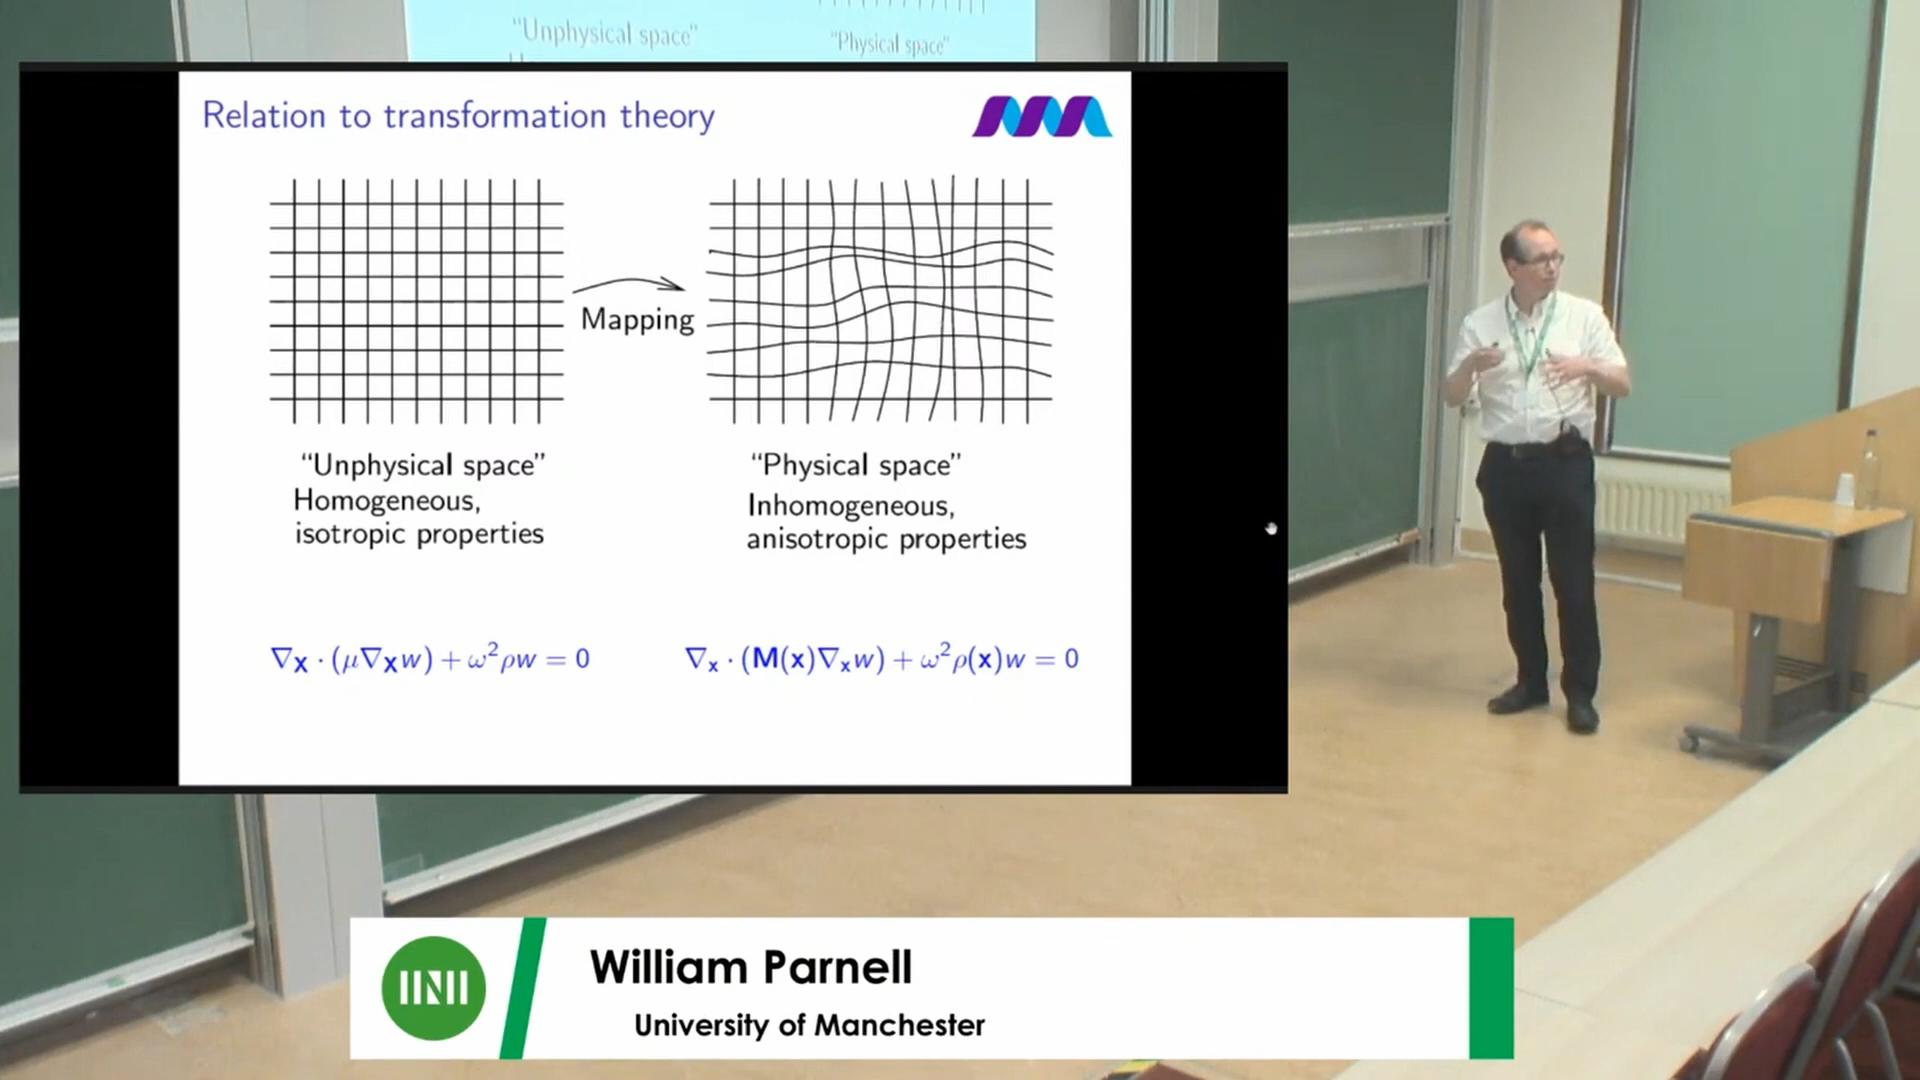 “Unphysical space”
“Physical space”
Relation to transformation theory
Mapping
“Unphysical space”
Homogeneous,
isotropic properties
“Physical space”
Inhomogeneous,
anisotropic properties
∇𝐗 · (μ∇𝐗w) + ω²ρw = 0
∇𝐱 · (𝐌(𝐱)∇𝐱w) + ω²ρ(𝐱)w = 0
William Parnell
University of Manchester